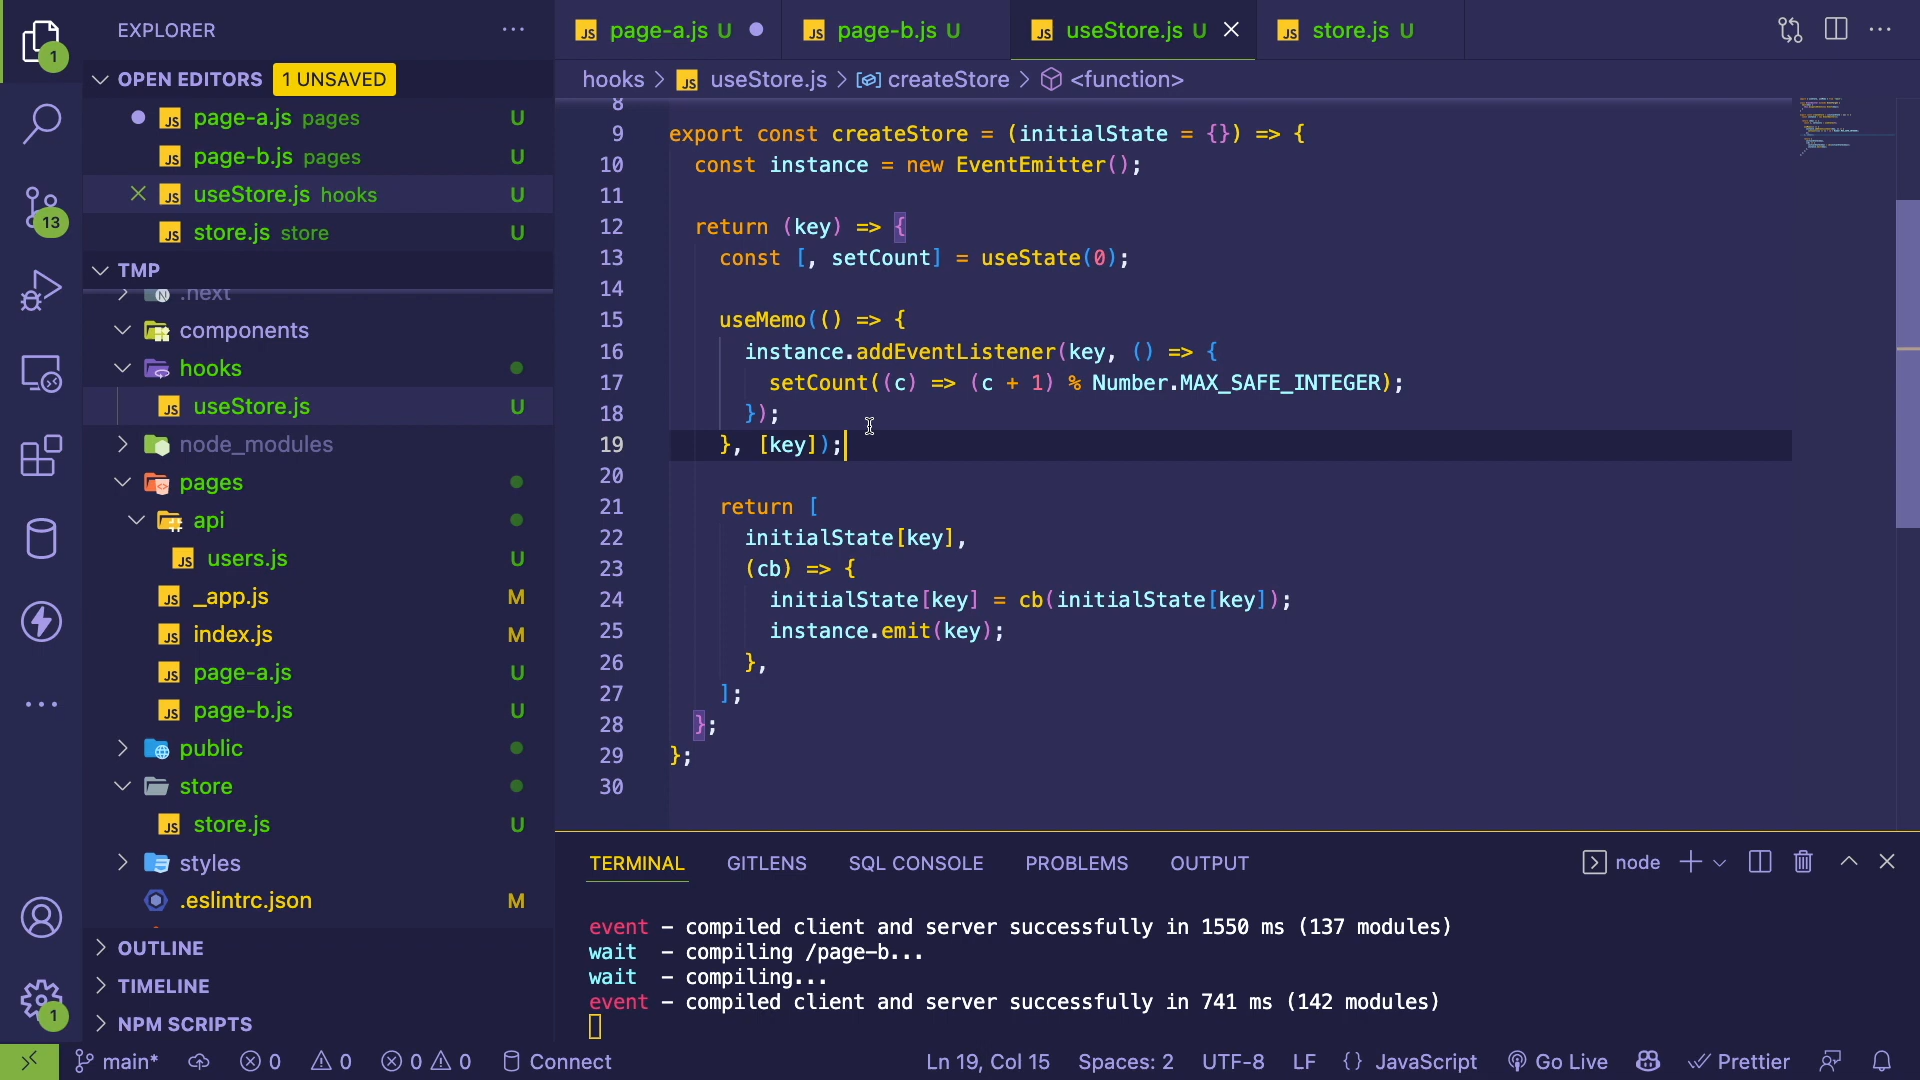 EXPLORER
OPEN EDITORS 1 UNSAVED
page-a.js pages U
page-b.js pages U
useStore.js hooks U
store.js store U
TMP
.next
components
hooks
useStore.js U
node_modules
pages
api
users.js U
_app.js M
index.js M
page-a.js U
page-b.js U
public
store
store.js U
styles
.eslintrc.json M
OUTLINE
TIMELINE
NPM SCRIPTS
1
13
1
page-a.js U
page-b.js U
useStore.js U
store.js U
hooks > useStore.js > createStore > <function>
8
9 export const createStore = (initialState = {}) => {
10 const instance = new EventEmitter();
11
12 return (key) => {
13 const [, setCount] = useState(0);
14
15 useMemo(() => {
16 instance.addEventListener(key, () => {
17 setCount((c) => (c + 1) % Number.MAX_SAFE_INTEGER);
18 });
19 }, [key]);
20
21 return [
22 initialState[key],
23 (cb) => {
24 initialState[key] = cb(initialState[key]);
25 instance.emit(key);
26 },
27 ];
28 };
29 };
30
TERMINAL GITLENS SQL CONSOLE PROBLEMS OUTPUT node
event - compiled client and server successfully in 1550 ms (137 modules)
wait - compiling /page-b...
wait - compiling...
event - compiled client and server successfully in 741 ms (142 modules)
main* 0 0 0 0 Connect Ln 19, Col 15 Spaces: 2 UTF-8 LF {} JavaScript Go Live Prettier